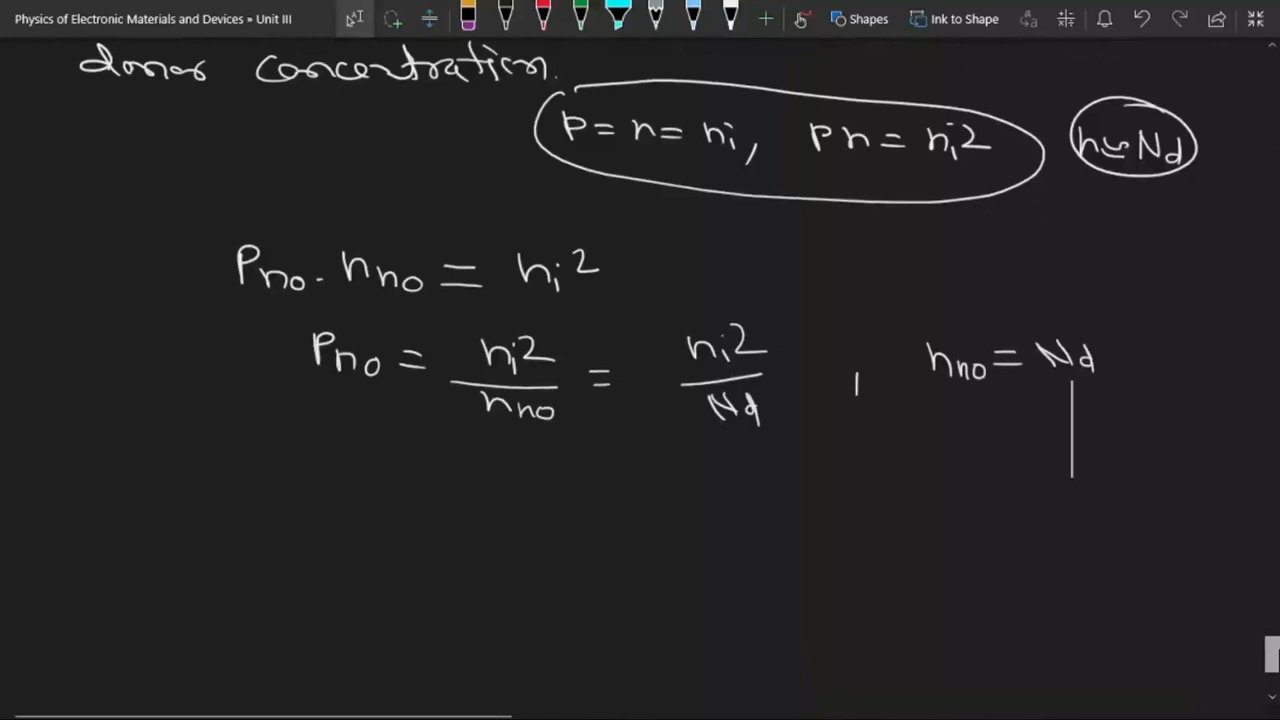 Physics of Electronic Materials and Devices » Unit III
Shapes
Ink to Shape
donor concentration.
P = n = ni, Pn = ni2
n ≃ Nd
Pno . nno = ni2
Pno = ni2 / nno = ni2 / Nd , nno = Nd